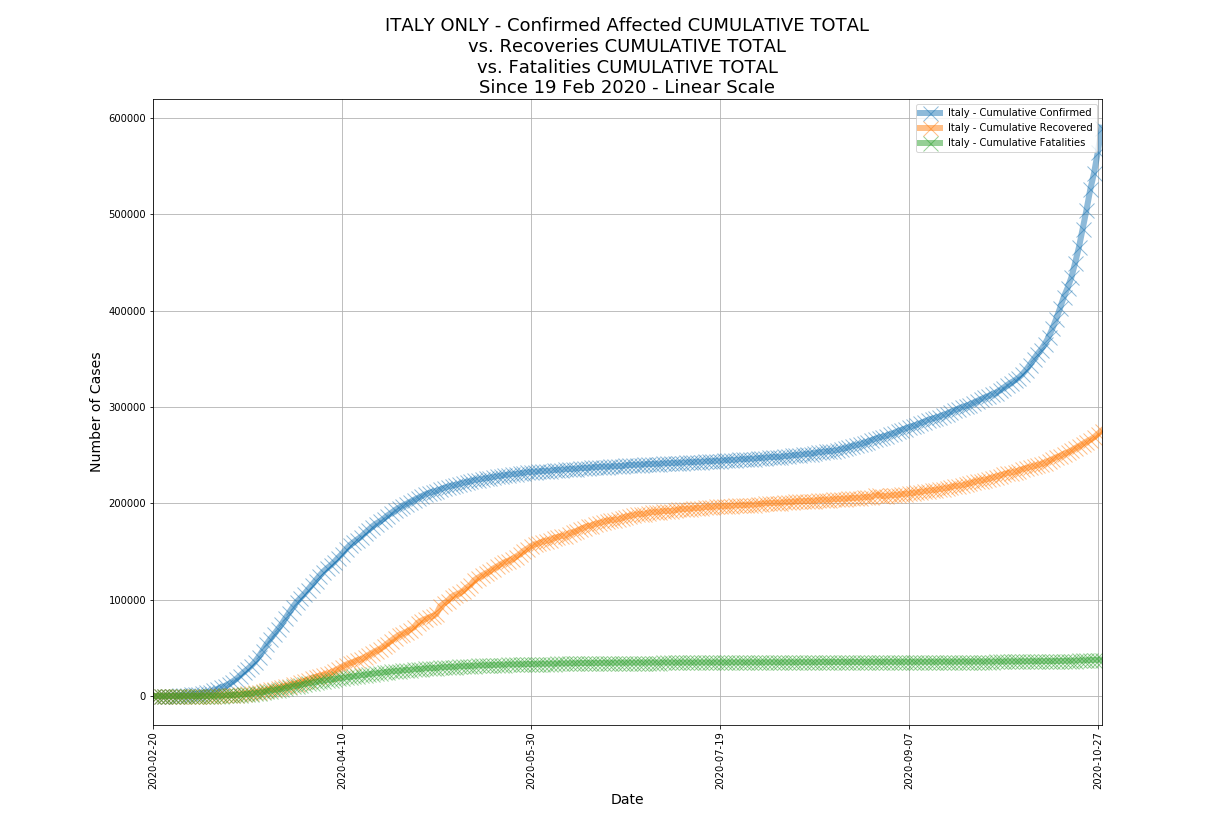 ITALY ONLY - Confirmed Affected CUMULATIVE TOTAL
vs. Recoveries CUMULATIVE TOTAL
vs. Fatalities CUMULATIVE TOTAL
Since 19 Feb 2020 - Linear Scale
Italy - Cumulative Confirmed
Italy - Cumulative Recovered
Italy - Cumulative Fatalities
Number of Cases
600000
500000
400000
300000
200000
100000
0
2020-02-20
2020-04-10
2020-05-30
2020-07-19
2020-09-07
2020-10-27
Date